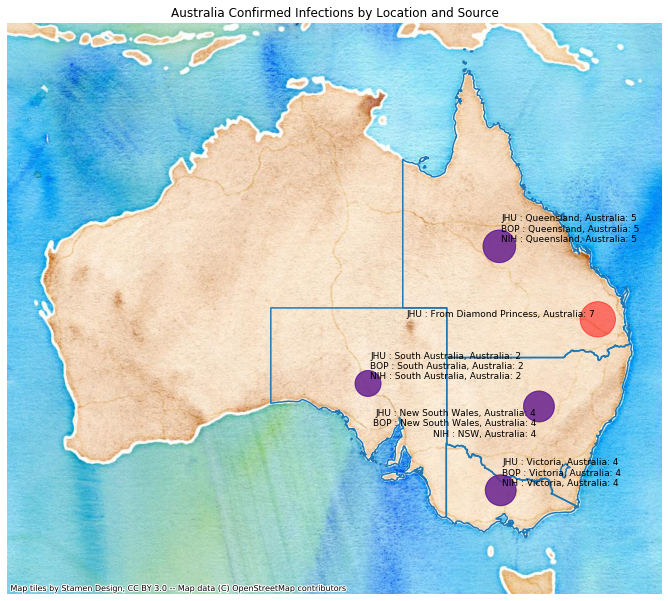 Australia Confirmed Infections by Location and Source
JHU : Queensland, Australia: 5
BOP : Queensland, Australia: 5
NIH : Queensland, Australia: 5
JHU : From Diamond Princess, Australia: 7
JHU : South Australia, Australia: 2
BOP : South Australia, Australia: 2
NIH : South Australia, Australia: 2
JHU : New South Wales, Australia: 4
BOP : New South Wales, Australia: 4
NIH : NSW, Australia: 4
JHU : Victoria, Australia: 4
BOP : Victoria, Australia: 4
NIH : Victoria, Australia: 4
Map tiles by Stamen Design, CC BY 3.0 -- Map data (C) OpenStreetMap contributors